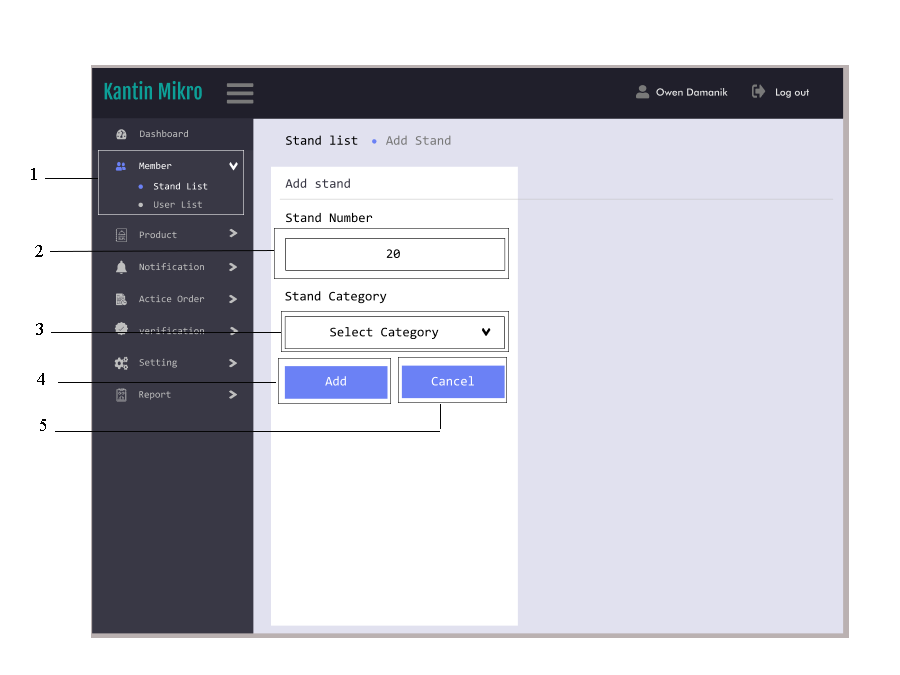 Kantin Mikro
Owen Damanik
Log out
Dashboard
Stand list • Add Stand
1
Member
Stand List
User List
Add stand
Stand Number
Product
2
20
Notification
Stand Category
Actice Order
3
verification
Select Category
Setting
4
Add
Cancel
Report
5